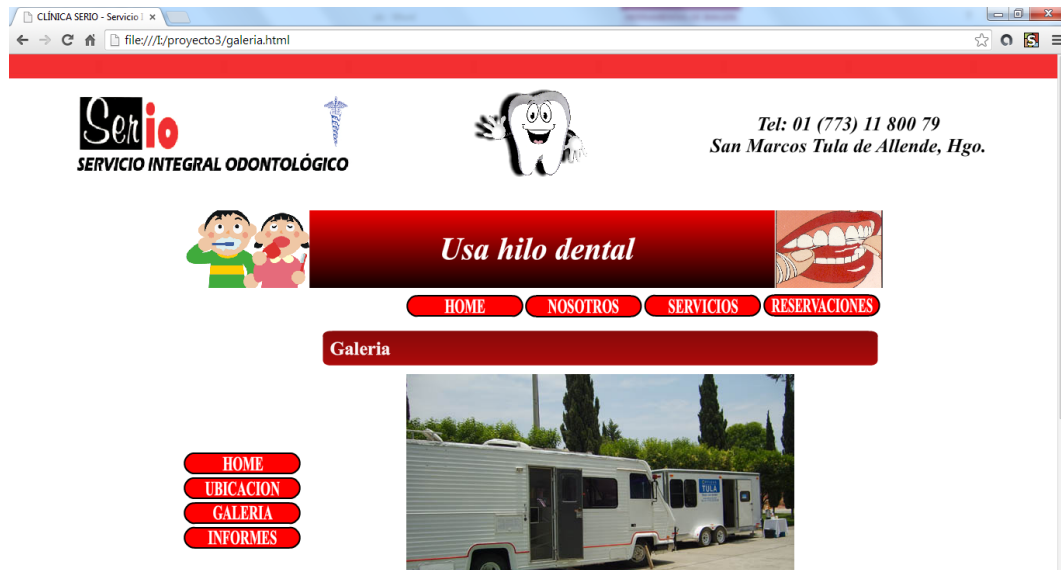 CLÍNICA SERIO - Servicio I
file:///I:/proyecto3/galeria.html
Serio
SERVICIO INTEGRAL ODONTOLÓGICO
Tel: 01 (773) 11 800 79
San Marcos Tula de Allende, Hgo.
Usa hilo dental
HOME NOSOTROS SERVICIOS RESERVACIONES
Galeria
TULA
HOME
UBICACION
GALERIA
INFORMES